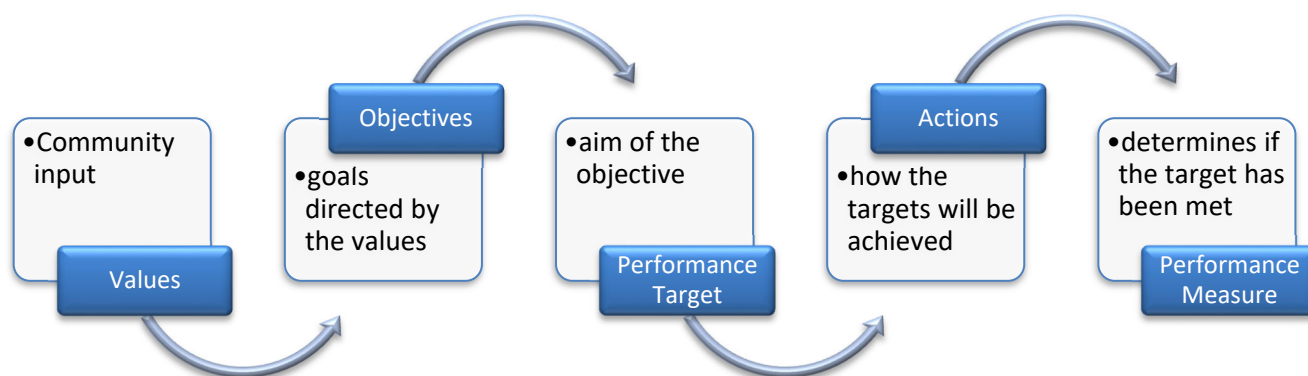 •Community
input
Values
Objectives
•goals
directed by
the values
•aim of the
objective
Performance
Target
Actions
•how the
targets will be
achieved
•determines if
the target has
been met
Performance
Measure